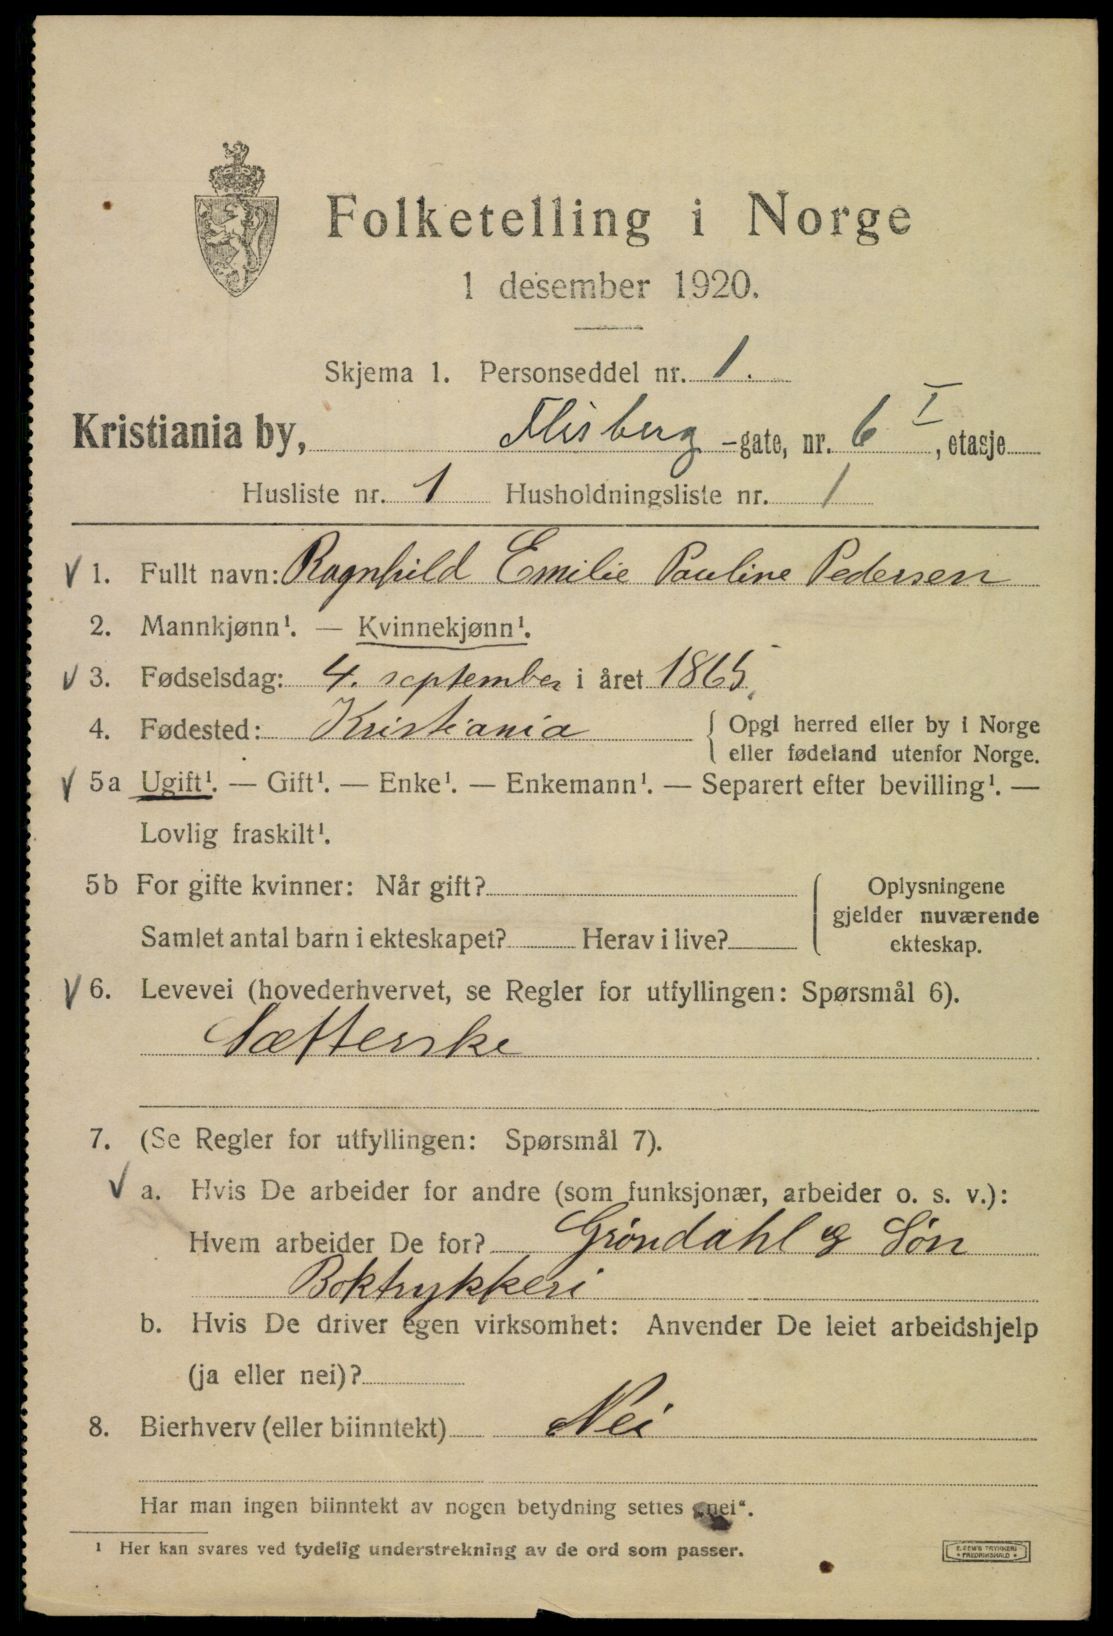 Folketelling i Norge
1 desember 1920.
Skjema 1. Personseddel nr. 1.
Kristiania by, Flisberg -gate, nr. 6 I, etasje
Husliste nr. 1 Husholdningsliste nr. 1
1. Fullt navn: Ragnhild Emilie Pauline Pedersen
2. Mannkjønn¹. — Kvinnekjønn¹.
3. Fødselsdag: 4. september i året 1865
4. Fødested: Kristiania Opgi herred eller by i Norge
eller fødeland utenfor Norge.
5a Ugift¹. — Gift¹. — Enke¹. — Enkemann¹. — Separert efter bevilling¹. —
Lovlig fraskilt¹.
5b For gifte kvinner: Når gift? Oplysningene
gjelder nuværende
Samlet antal barn i ekteskapet? Herav i live? ekteskap.
6. Levevei (hovederhvervet, se Regler for utfyllingen: Spørsmål 6).
Sætterske
7. (Se Regler for utfyllingen: Spørsmål 7).
a. Hvis De arbeider for andre (som funksjonær, arbeider o. s. v.):
Hvem arbeider De for? Grøndahl & Søn
Boktrykkeri
b. Hvis De driver egen virksomhet: Anvender De leiet arbeidshjelp
(ja eller nei)?
8. Bierhverv (eller biinntekt) Nei
Har man ingen biinntekt av nogen betydning settes „nei“.
¹ Her kan svares ved tydelig understrekning av de ord som passer.
TRYKKERI
FREDRIKSHALD